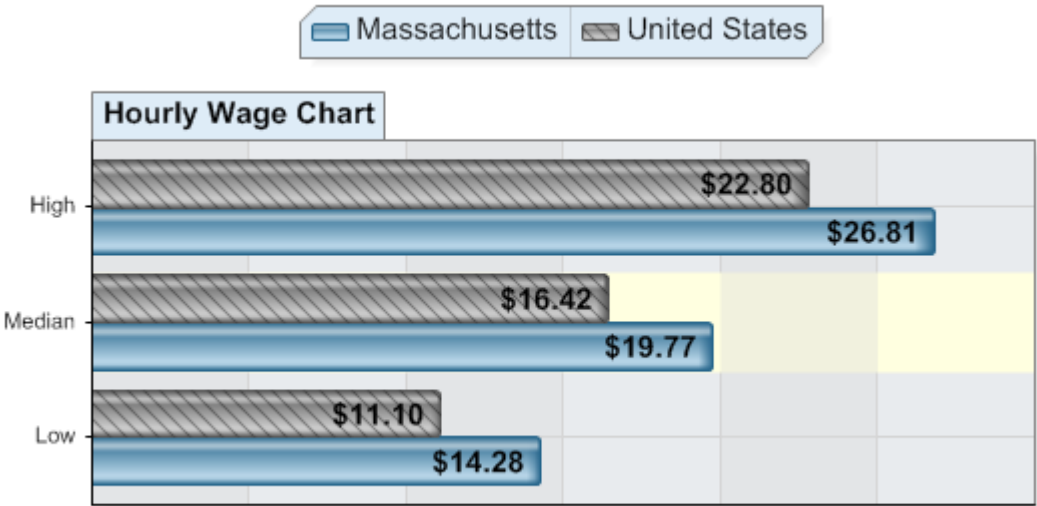 Massachusetts United States
Hourly Wage Chart
High
$22.80
$26.81
Median
$16.42
$19.77
Low
$11.10
$14.28